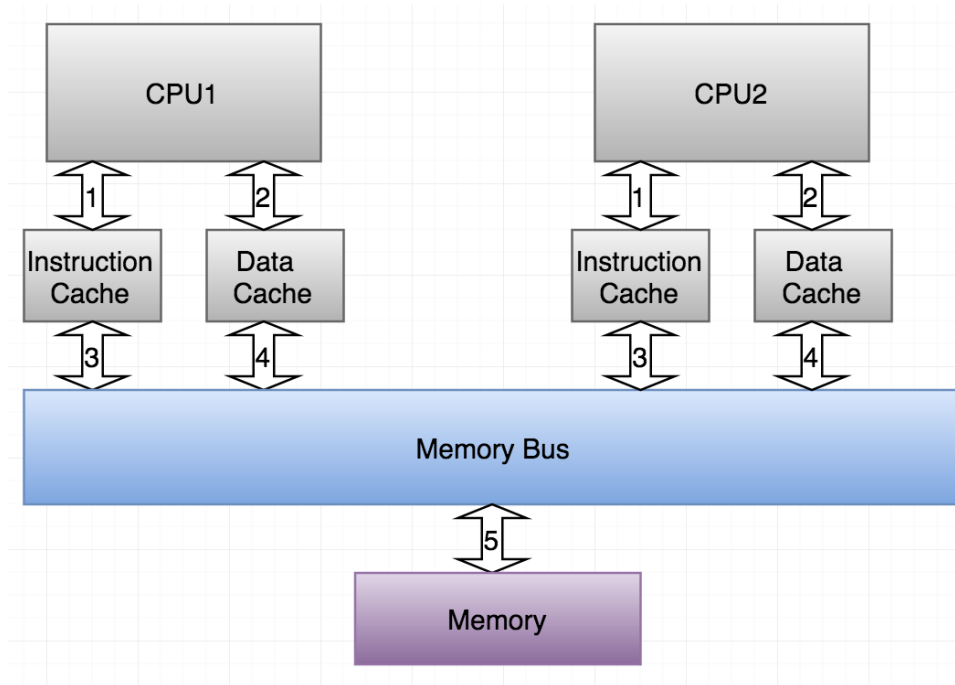 CPU1
CPU2
1
2
1
2
Instruction
Cache
Data
Cache
Instruction
Cache
Data
Cache
3
4
3
4
Memory Bus
5
Memory